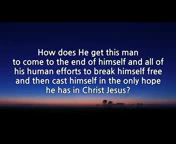 How does He get this man
to come to the end of himself and all of
his human efforts to break himself free
and then cast himself in the only hope
he has in Christ Jesus?